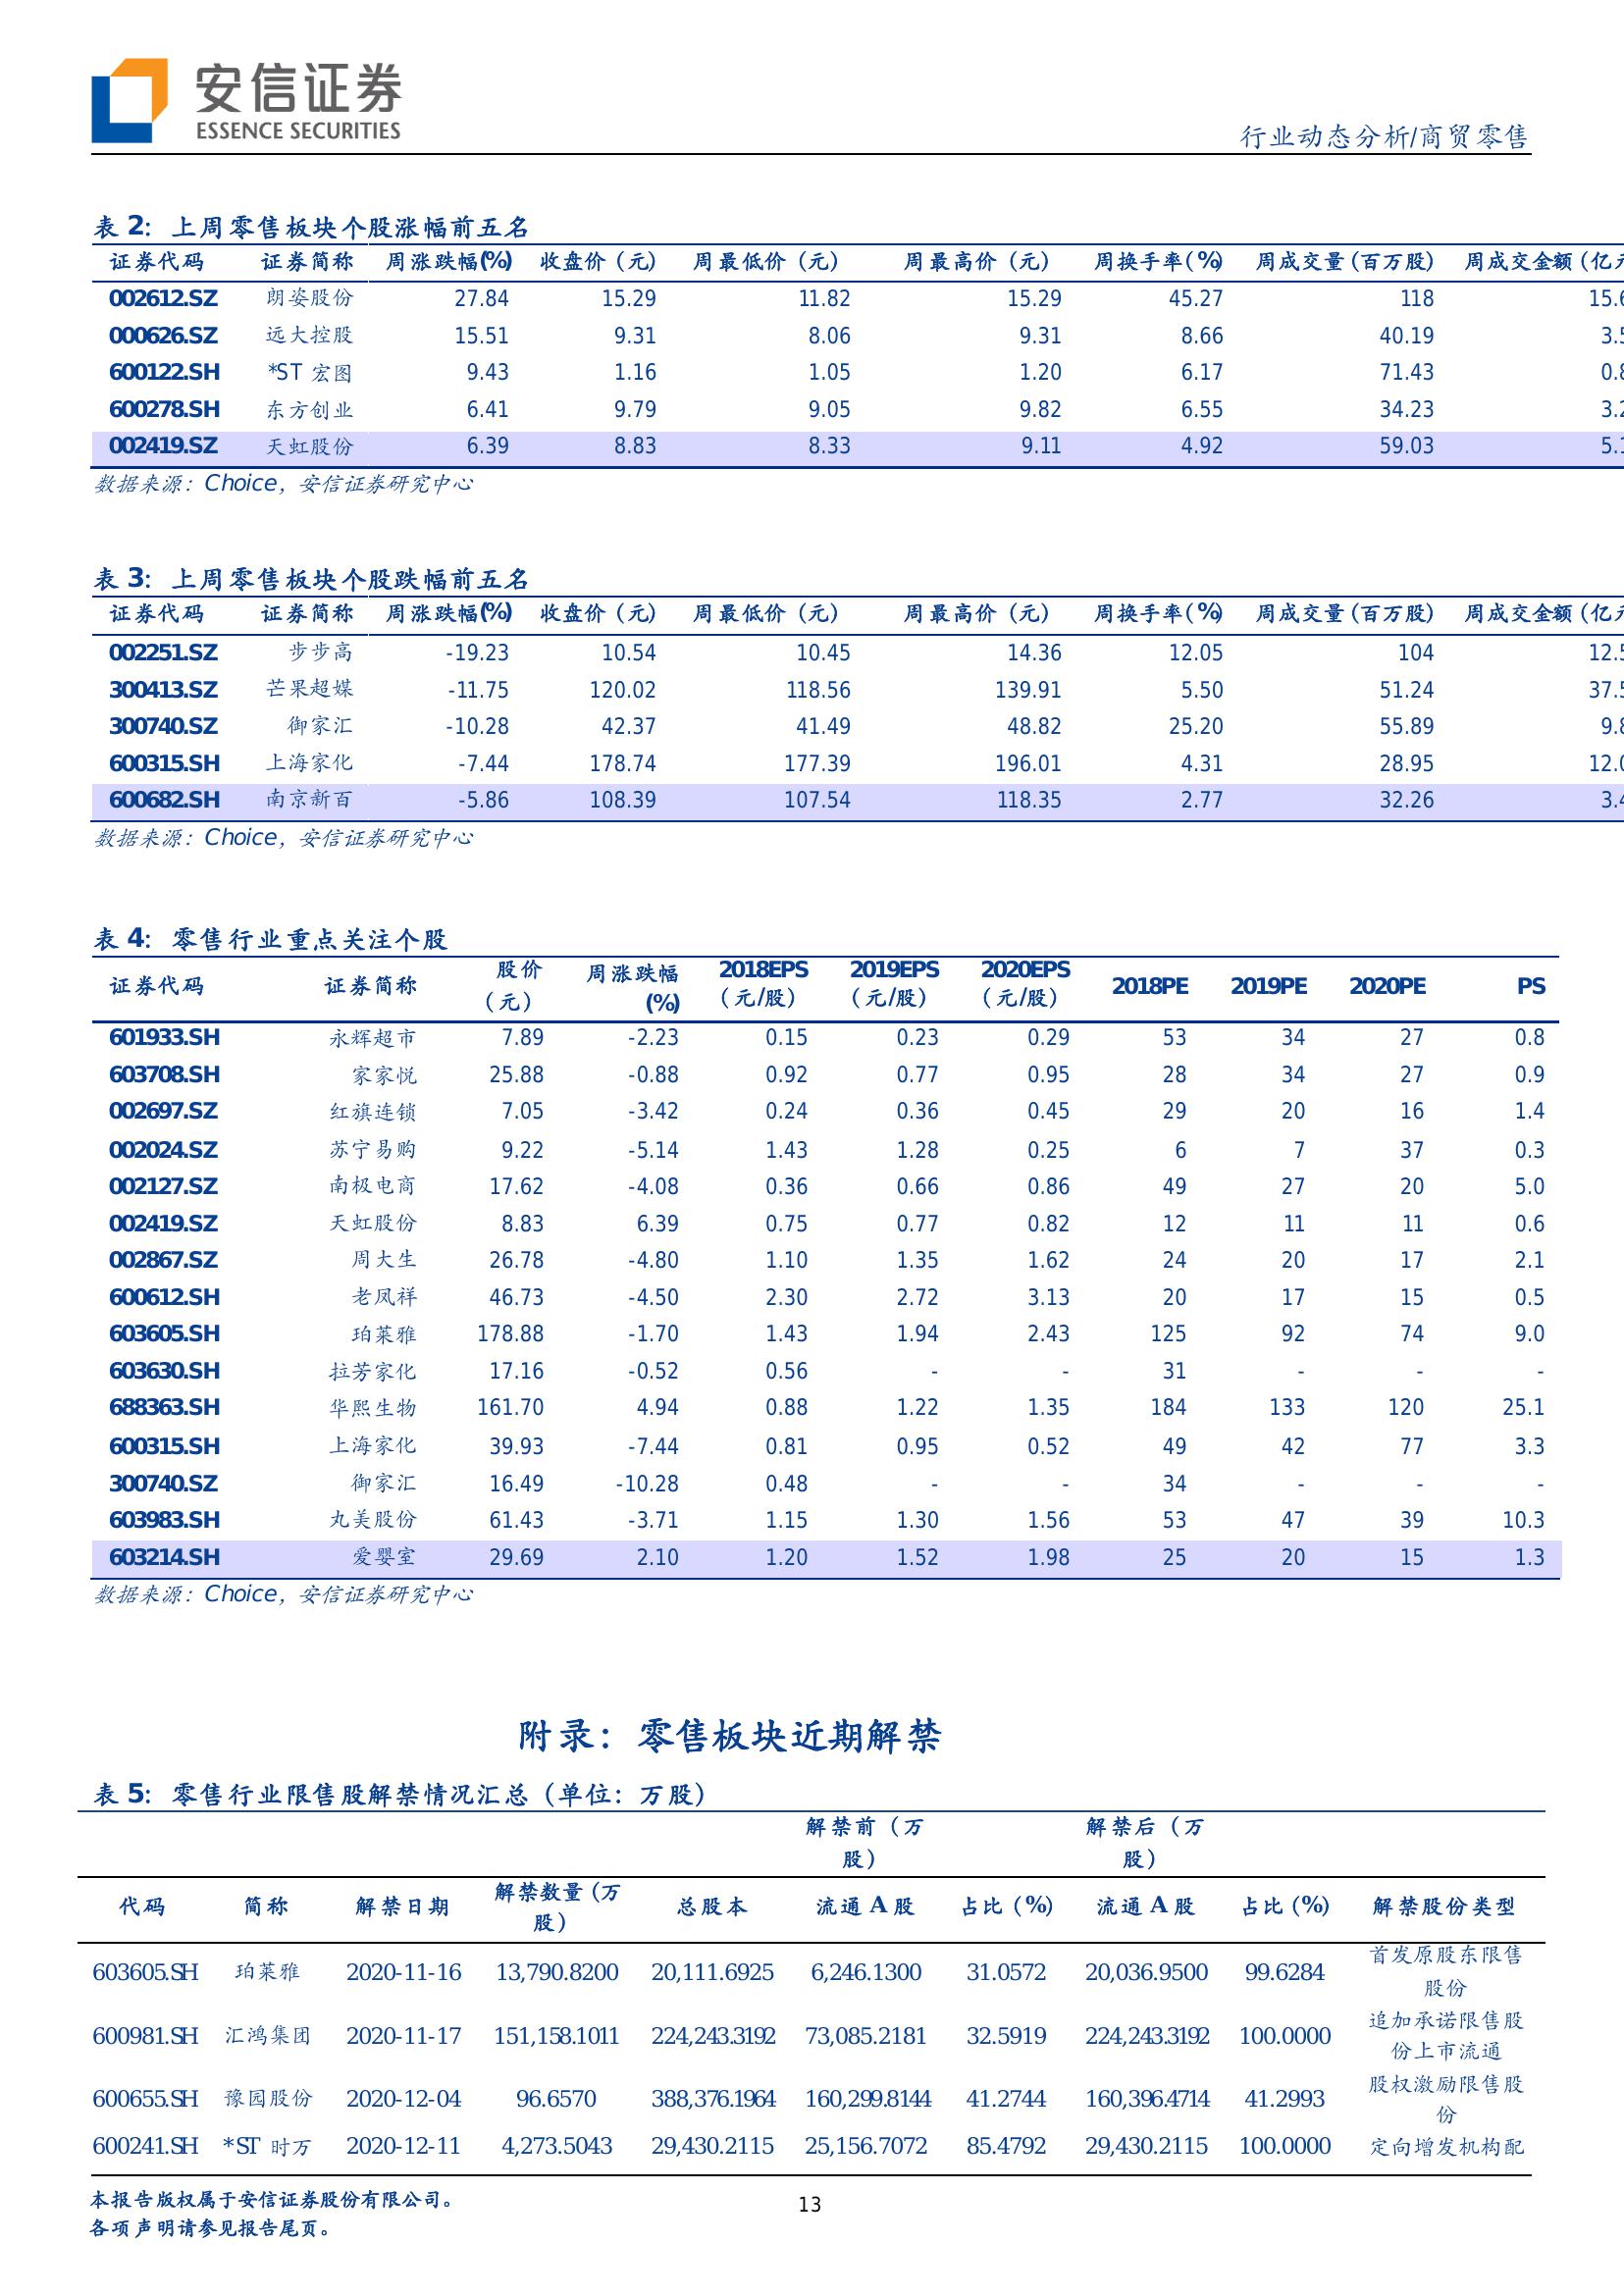 安信证券
ESSENCE SECURITIES
行业动态分析/商贸零售
表 2：上周零售板块个股涨幅前五名
证券代码 证券简称 周涨跌幅(%) 收盘价（元） 周最低价（元） 周最高价（元） 周换手率(%) 周成交量（百万股） 周成交金额（亿元
002612.SZ 朗姿股份 27.84 15.29 11.82 15.29 45.27 118 15.6
000626.SZ 远大控股 15.51 9.31 8.06 9.31 8.66 40.19 3.5
600122.SH *ST 宏图 9.43 1.16 1.05 1.20 6.17 71.43 0.8
600278.SH 东方创业 6.41 9.79 9.05 9.82 6.55 34.23 3.2
002419.SZ 天虹股份 6.39 8.83 8.33 9.11 4.92 59.03 5.1
数据来源：Choice，安信证券研究中心
表 3：上周零售板块个股跌幅前五名
证券代码 证券简称 周涨跌幅(%) 收盘价（元） 周最低价（元） 周最高价（元） 周换手率(%) 周成交量（百万股） 周成交金额（亿元
002251.SZ 步步高 -19.23 10.54 10.45 14.36 12.05 104 12.5
300413.SZ 芒果超媒 -11.75 120.02 118.56 139.91 5.50 51.24 37.5
300740.SZ 御家汇 -10.28 42.37 41.49 48.82 25.20 55.89 9.8
600315.SH 上海家化 -7.44 178.74 177.39 196.01 4.31 28.95 12.0
600682.SH 南京新百 -5.86 108.39 107.54 118.35 2.77 32.26 3.4
数据来源：Choice，安信证券研究中心
表 4：零售行业重点关注个股
证券代码 证券简称 股价（元） 周涨跌幅(%) 2018EPS（元/股） 2019EPS（元/股） 2020EPS（元/股） 2018PE 2019PE 2020PE PS
601933.SH 永辉超市 7.89 -2.23 0.15 0.23 0.29 53 34 27 0.8
603708.SH 家家悦 25.88 -0.88 0.92 0.77 0.95 28 34 27 0.9
002697.SZ 红旗连锁 7.05 -3.42 0.24 0.36 0.45 29 20 16 1.4
002024.SZ 苏宁易购 9.22 -5.14 1.43 1.28 0.25 6 7 37 0.3
002127.SZ 南极电商 17.62 -4.08 0.36 0.66 0.86 49 27 20 5.0
002419.SZ 天虹股份 8.83 6.39 0.75 0.77 0.82 12 11 11 0.6
002867.SZ 周大生 26.78 -4.80 1.10 1.35 1.62 24 20 17 2.1
600612.SH 老凤祥 46.73 -4.50 2.30 2.72 3.13 20 17 15 0.5
603605.SH 珀莱雅 178.88 -1.70 1.43 1.94 2.43 125 92 74 9.0
603630.SH 拉芳家化 17.16 -0.52 0.56 - - 31 - - -
688363.SH 华熙生物 161.70 4.94 0.88 1.22 1.35 184 133 120 25.1
600315.SH 上海家化 39.93 -7.44 0.81 0.95 0.52 49 42 77 3.3
300740.SZ 御家汇 16.49 -10.28 0.48 - - 34 - - -
603983.SH 丸美股份 61.43 -3.71 1.15 1.30 1.56 53 47 39 10.3
603214.SH 爱婴室 29.69 2.10 1.20 1.52 1.98 25 20 15 1.3
数据来源：Choice，安信证券研究中心
附录：零售板块近期解禁
表 5：零售行业限售股解禁情况汇总（单位：万股）
解禁前（万股） 解禁后（万股）
代码 简称 解禁日期 解禁数量（万股） 总股本 流通 A 股 占比（%） 流通 A 股 占比（%） 解禁股份类型
603605.SH 珀莱雅 2020-11-16 13,790.8200 20,111.6925 6,246.1300 31.0572 20,036.9500 99.6284 首发原股东限售股份
600981.SH 汇鸿集团 2020-11-17 151,158.1011 224,243.3192 73,085.2181 32.5919 224,243.3192 100.0000 追加承诺限售股份上市流通
600655.SH 豫园股份 2020-12-04 96.6570 388,376.1964 160,299.8144 41.2744 160,396.4714 41.2993 股权激励限售股份
600241.SH *ST 时万 2020-12-11 4,273.5043 29,430.2115 25,156.7072 85.4792 29,430.2115 100.0000 定向增发机构配
本报告版权属于安信证券股份有限公司。
各项声明请参见报告尾页。
13